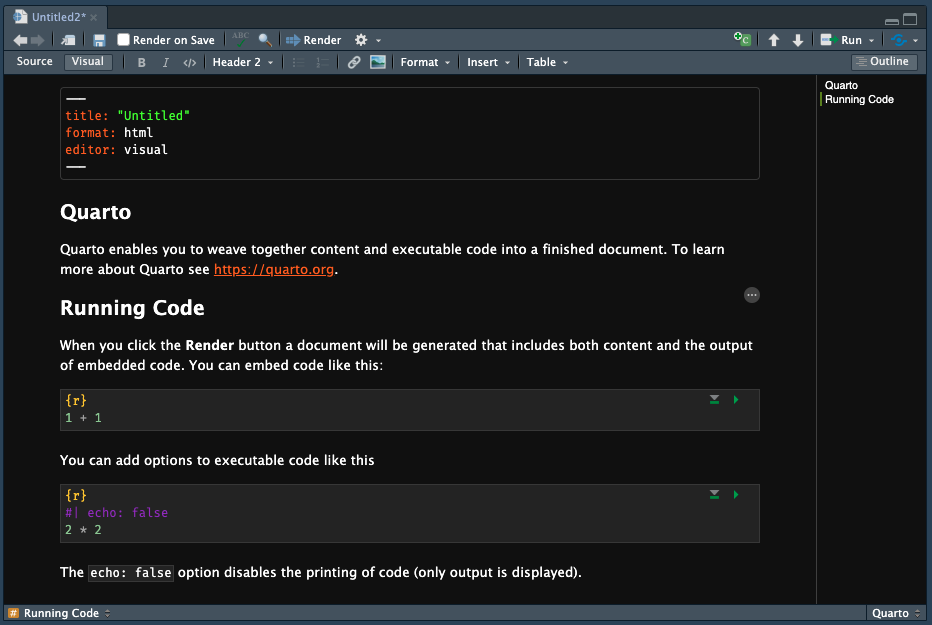 Untitled2*
Render on Save ABC Render Run
Source Visual B I </> Header 2 Format Insert Table Outline
---
title: "Untitled"
format: html
editor: visual
---
Quarto
Quarto enables you to weave together content and executable code into a finished document. To learn
more about Quarto see https://quarto.org.
Running Code
When you click the Render button a document will be generated that includes both content and the output
of embedded code. You can embed code like this:
{r}
1 + 1
You can add options to executable code like this
{r}
#| echo: false
2 * 2
The echo: false option disables the printing of code (only output is displayed).
Quarto
Running Code
# Running Code
Quarto